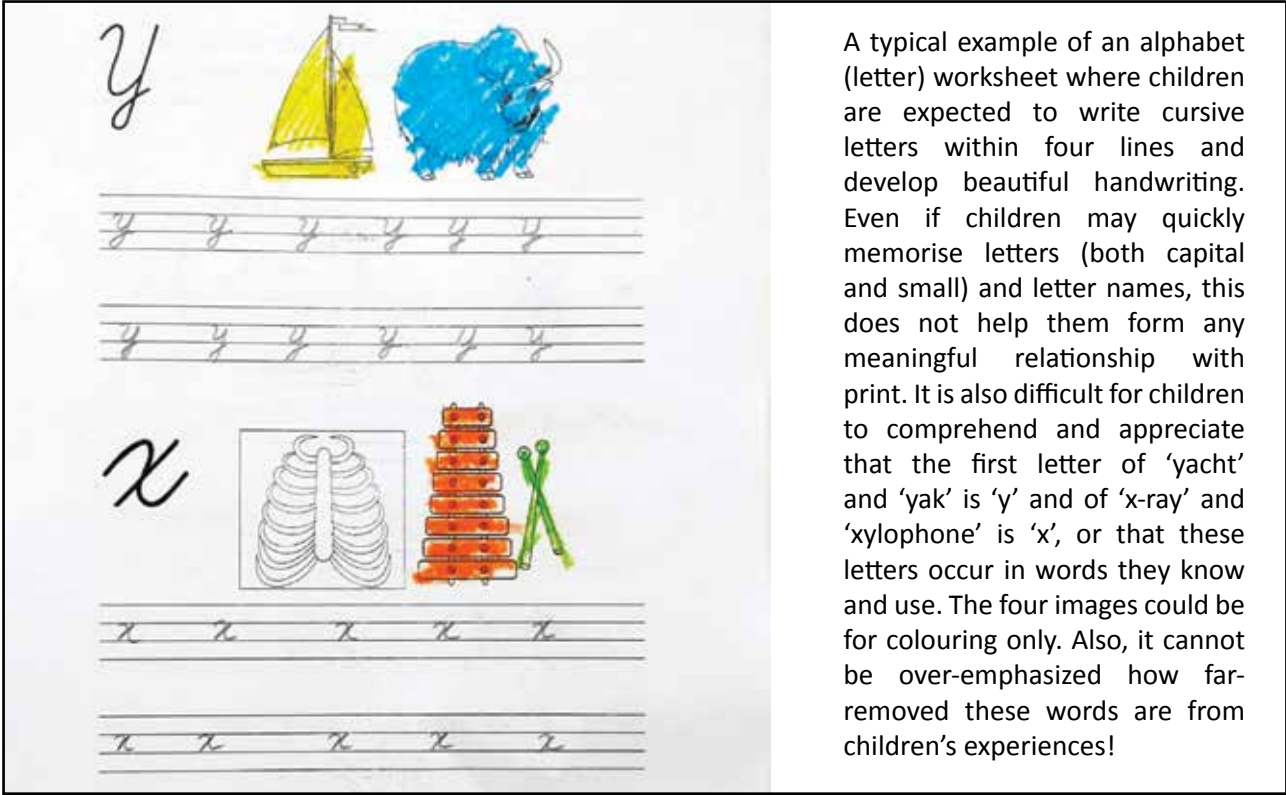 y
y y y y y y
y y y y y y
x
x x x x x
x x x x x
A typical example of an alphabet
(letter) worksheet where children
are expected to write cursive
letters within four lines and
develop beautiful handwriting.
Even if children may quickly
memorise letters (both capital
and small) and letter names, this
does not help them form any
meaningful relationship with
print. It is also difficult for children
to comprehend and appreciate
that the first letter of ‘yacht’
and ‘yak’ is ‘y’ and of ‘x-ray’ and
‘xylophone’ is ‘x’, or that these
letters occur in words they know
and use. The four images could be
for colouring only. Also, it cannot
be over-emphasized how far-
removed these words are from
children’s experiences!